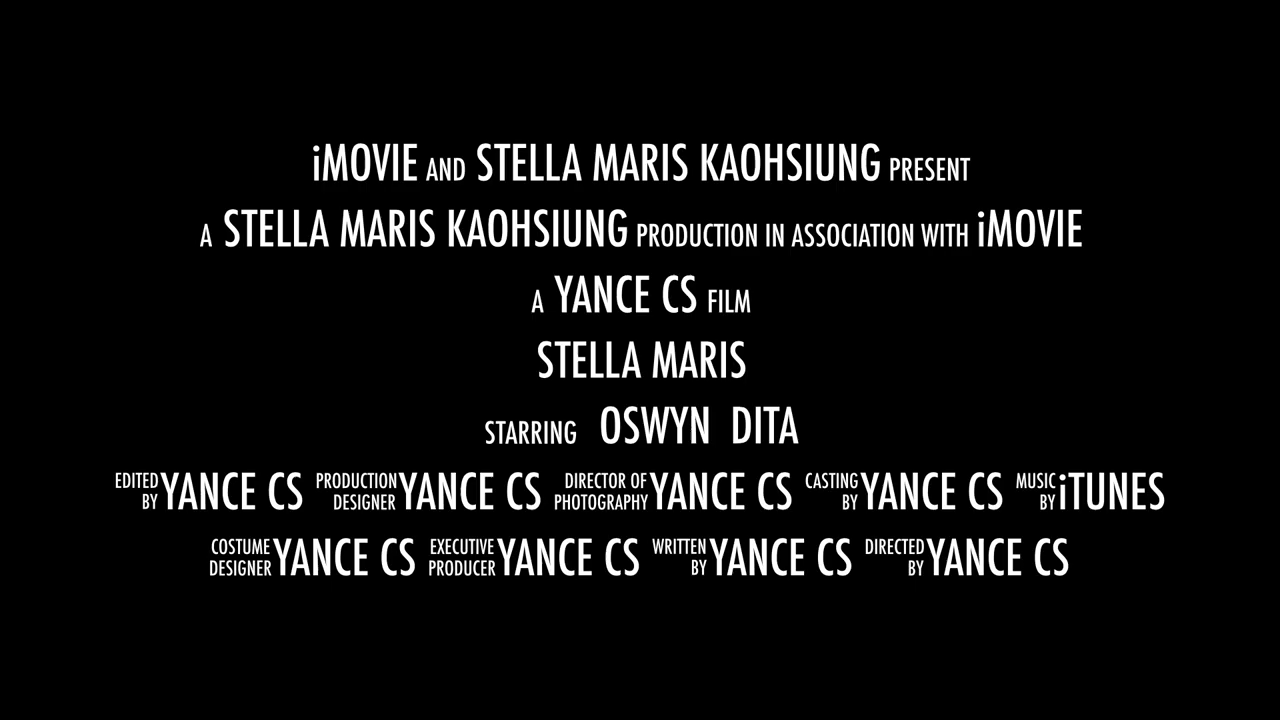 iMOVIE AND STELLA MARIS KAOHSIUNG PRESENT
A STELLA MARIS KAOHSIUNG PRODUCTION IN ASSOCIATION WITH iMOVIE
A YANCE CS FILM
STELLA MARIS
STARRING OSWYN DITA
EDITED BY YANCE CS PRODUCTION DESIGNER YANCE CS DIRECTOR OF PHOTOGRAPHY YANCE CS CASTING BY YANCE CS MUSIC BY iTUNES
COSTUME DESIGNER YANCE CS EXECUTIVE PRODUCER YANCE CS WRITTEN BY YANCE CS DIRECTED BY YANCE CS